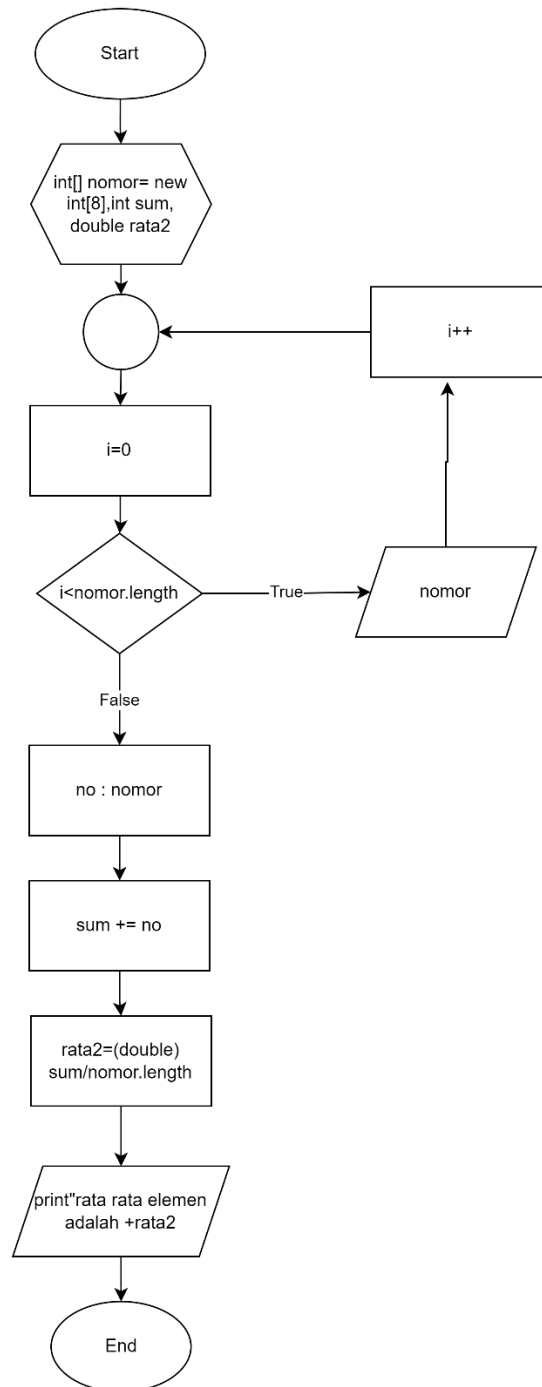 Start
int[] nomor= new
int[8],int sum,
double rata2
i++
i=0
i<nomor.length
True
nomor
False
no : nomor
sum += no
rata2=(double)
sum/nomor.length
print"rata rata elemen
adalah +rata2
End